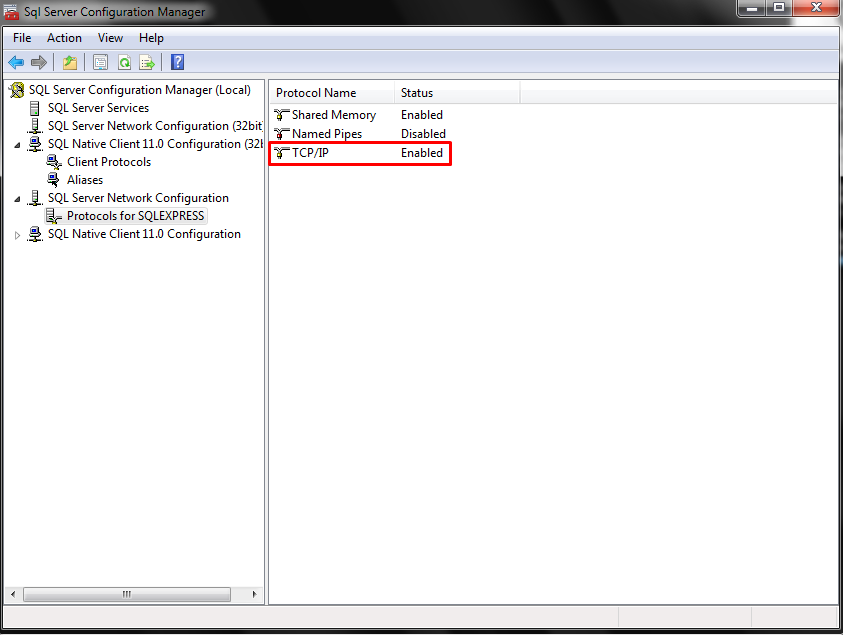 Sql Server Configuration Manager
File Action View Help
SQL Server Configuration Manager (Local)
SQL Server Services
SQL Server Network Configuration (32bit
SQL Native Client 11.0 Configuration (32b
Client Protocols
Aliases
SQL Server Network Configuration
Protocols for SQLEXPRESS
SQL Native Client 11.0 Configuration
Protocol Name Status
Shared Memory Enabled
Named Pipes Disabled
TCP/IP Enabled